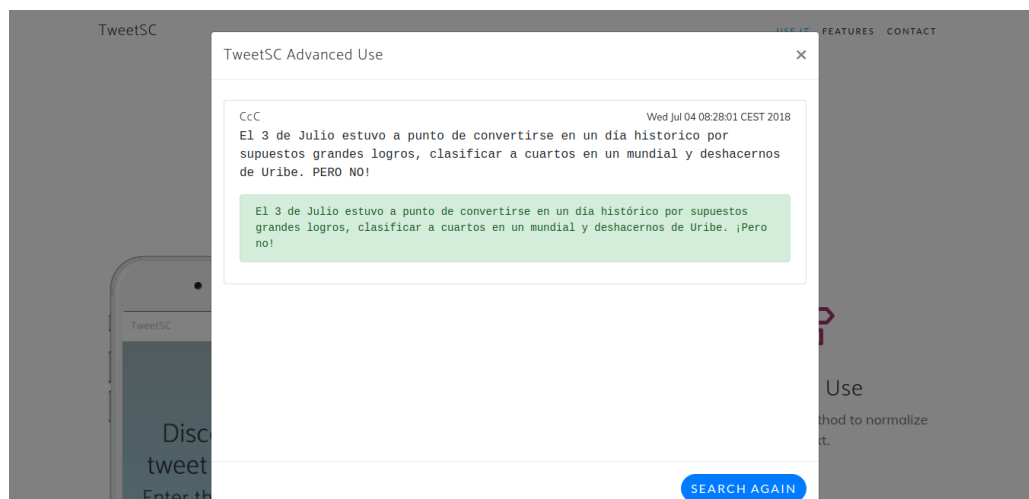 TweetSC
USE IT FEATURES CONTACT
TweetSC Advanced Use
×
CcC
Wed Jul 04 08:28:01 CEST 2018
El 3 de Julio estuvo a punto de convertirse en un día historico por
supuestos grandes logros, clasificar a cuartos en un mundial y deshacernos
de Uribe. PERO NO!
El 3 de Julio estuvo a punto de convertirse en un día histórico por supuestos
grandes logros, clasificar a cuartos en un mundial y deshacernos de Uribe. ¡Pero
no!
TweetSC
Use
to normalize
Disc
tweet
Enter th
SEARCH AGAIN